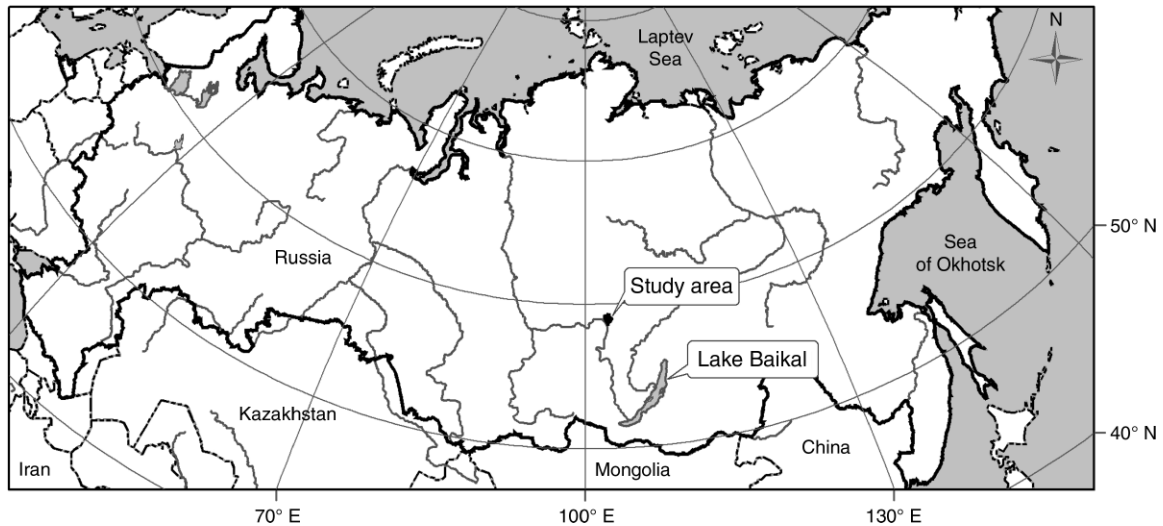 N
Laptev
Sea
50° N
Sea
of Okhotsk
Russia
Study area
Lake Baikal
Kazakhstan
China
40° N
Iran
Mongolia
70° E
100° E
130° E